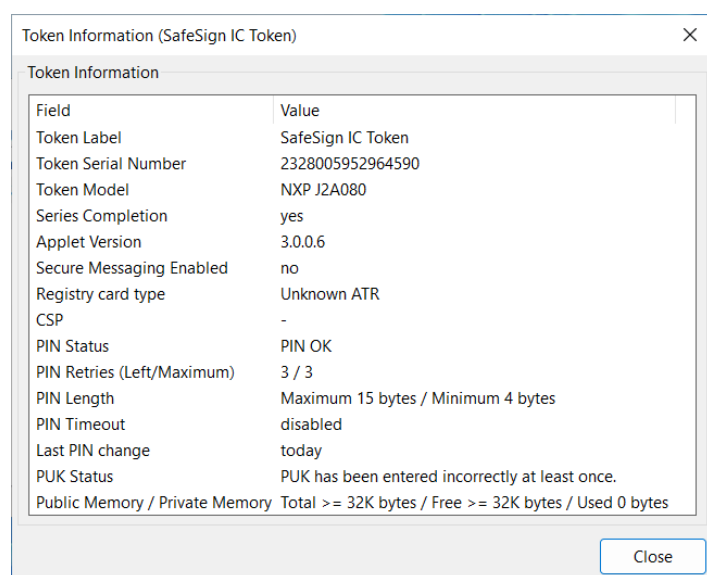 Token Information (SafeSign IC Token)
Token Information
Field Value
Token Label SafeSign IC Token
Token Serial Number 2328005952964590
Token Model NXP J2A080
Series Completion yes
Applet Version 3.0.0.6
Secure Messaging Enabled no
Registry card type Unknown ATR
CSP -
PIN Status PIN OK
PIN Retries (Left/Maximum) 3 / 3
PIN Length Maximum 15 bytes / Minimum 4 bytes
PIN Timeout disabled
Last PIN change today
PUK Status PUK has been entered incorrectly at least once.
Public Memory / Private Memory Total >= 32K bytes / Free >= 32K bytes / Used 0 bytes
Close